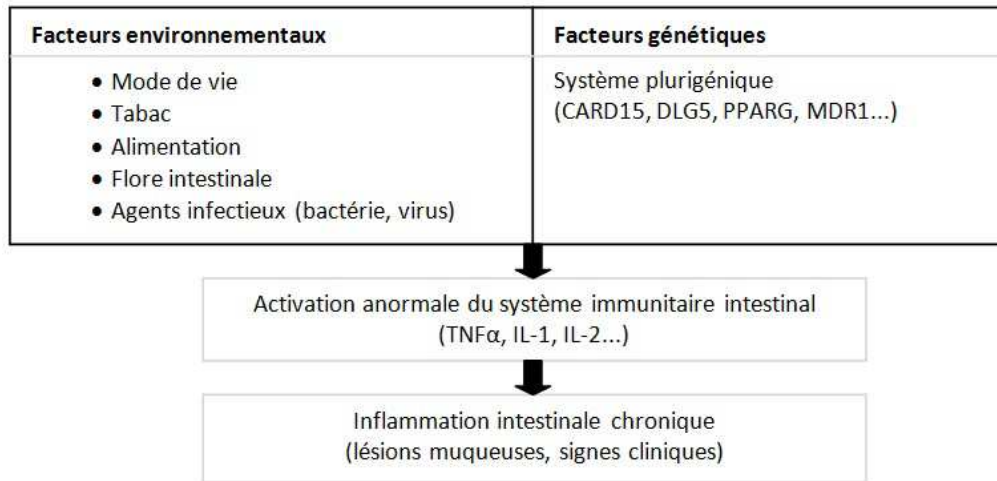 Facteurs environnementaux
• Mode de vie
• Tabac
• Alimentation
• Flore intestinale
• Agents infectieux (bactérie, virus)
Facteurs génétiques
Système plurigénique
(CARD15, DLG5, PPARG, MDR1...)
Activation anormale du système immunitaire intestinal
(TNFα, IL-1, IL-2...)
Inflammation intestinale chronique
(lésions muqueuses, signes cliniques)